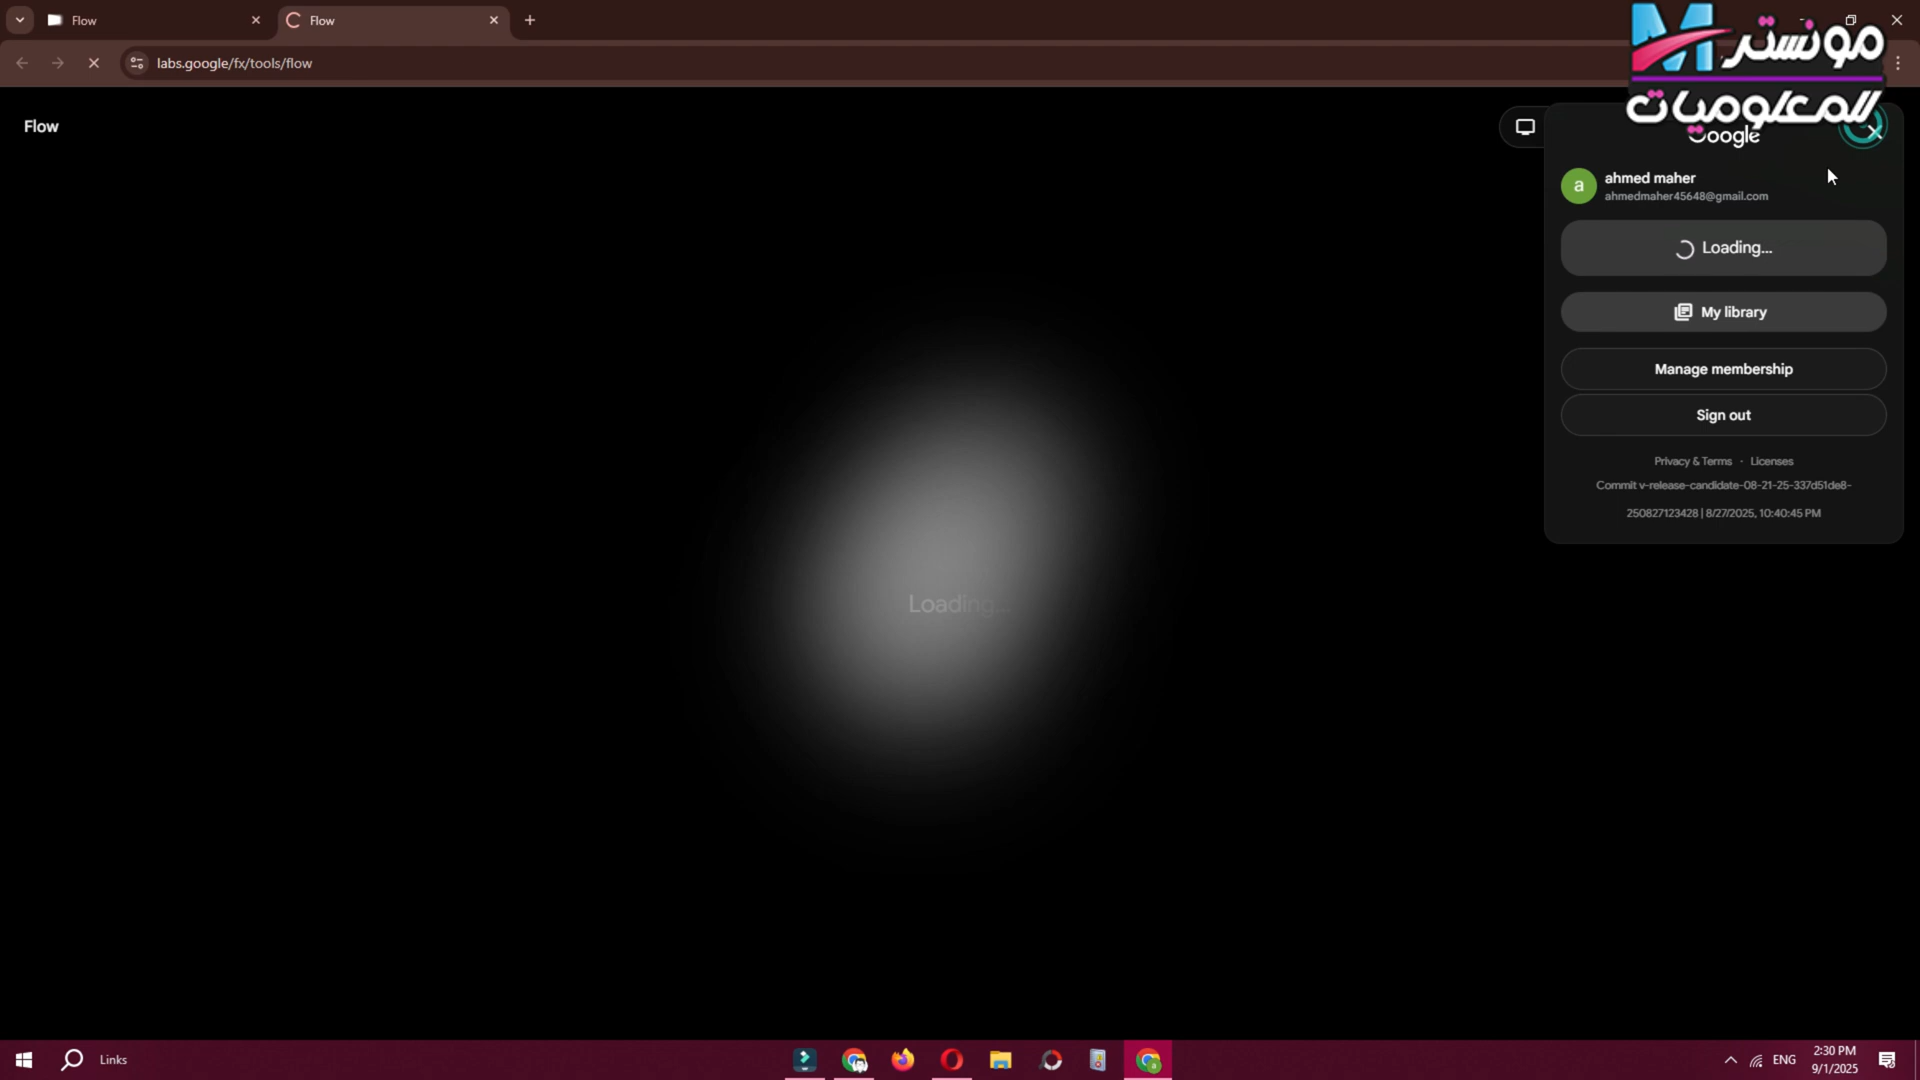 Flow
Flow
labs.google/fx/tools/flow
مونستر
للمعلوميات
Flow
Google
a
ahmed maher
ahmedmaher45648@gmail.com
Loading...
My library
Manage membership
Sign out
Privacy & Terms · Licenses
Commit v-release-candidate-08-21-25-337d51de8-
250827123428 | 8/27/2025, 10:40:45 PM
Loading...
Links
ENG
2:30 PM
9/1/2025